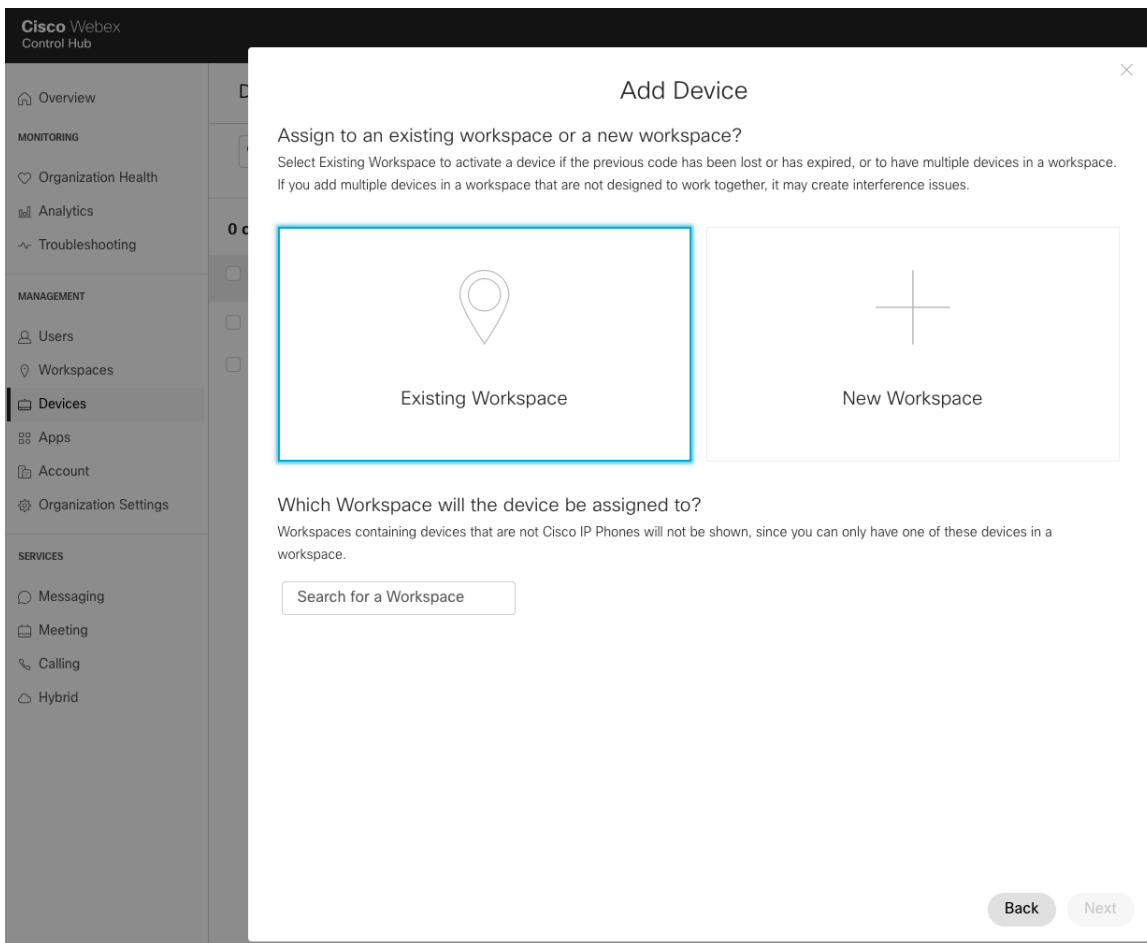 Cisco Webex
Control Hub
Overview
MONITORING
Organization Health
Analytics
Troubleshooting
MANAGEMENT
Users
Workspaces
Devices
Apps
Account
Organization Settings
SERVICES
Messaging
Meeting
Calling
Hybrid
0
Add Device
Assign to an existing workspace or a new workspace?
Select Existing Workspace to activate a device if the previous code has been lost or has expired, or to have multiple devices in a workspace.
If you add multiple devices in a workspace that are not designed to work together, it may create interference issues.
Existing Workspace
New Workspace
Which Workspace will the device be assigned to?
Workspaces containing devices that are not Cisco IP Phones will not be shown, since you can only have one of these devices in a
workspace.
Search for a Workspace
Back
Next